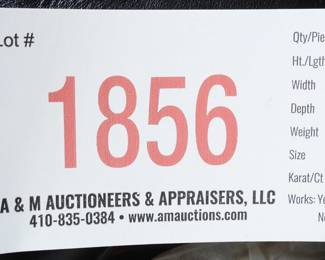 Lot #
1856
A & M AUCTIONEERS & APPRAISERS, LLC
410-835-0384 • www.amauctions.com
Qty/Pie
Ht./Lgth
Width
Depth
Weight
Size
Karat/Ct
Works: Ye
No